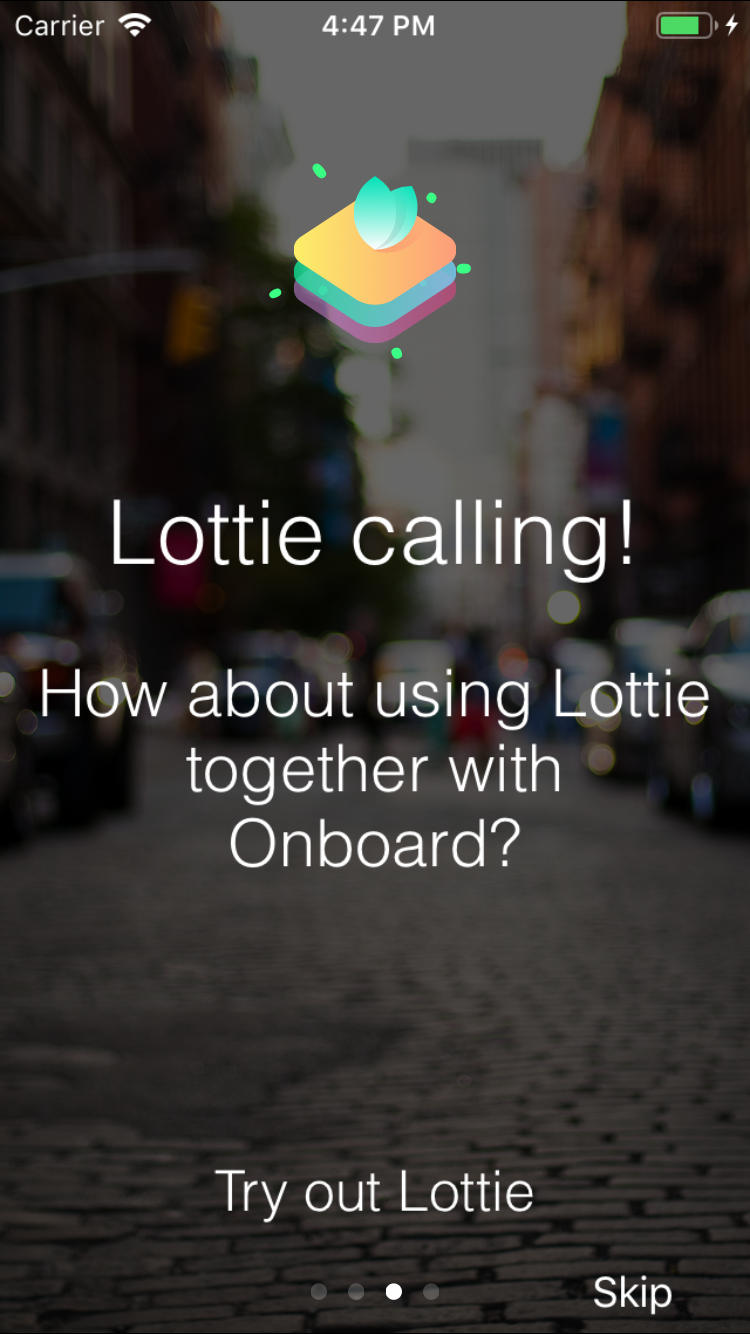 Carrier 4:47 PM
Lottie calling!
How about using Lottie
together with
Onboard?
Try out Lottie
Skip